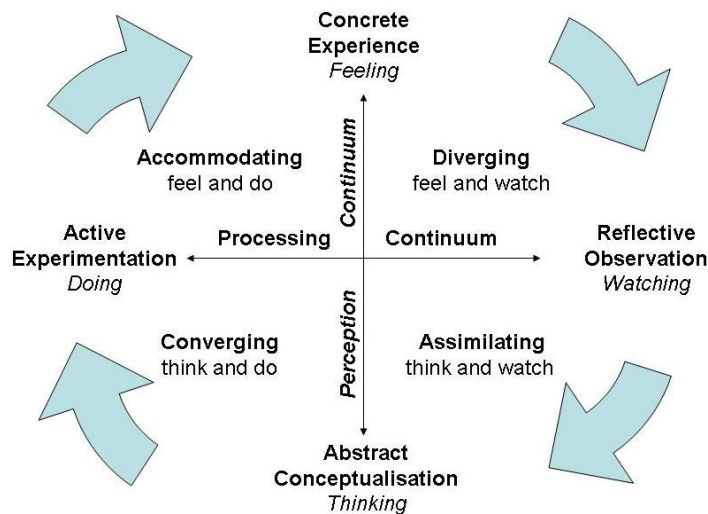 Concrete
Experience
Feeling
Accommodating
feel and do
Continuum
Diverging
feel and watch
Active
Experimentation
Doing
Processing
Continuum
Reflective
Observation
Watching
Converging
think and do
Perception
Assimilating
think and watch
Abstract
Conceptualisation
Thinking